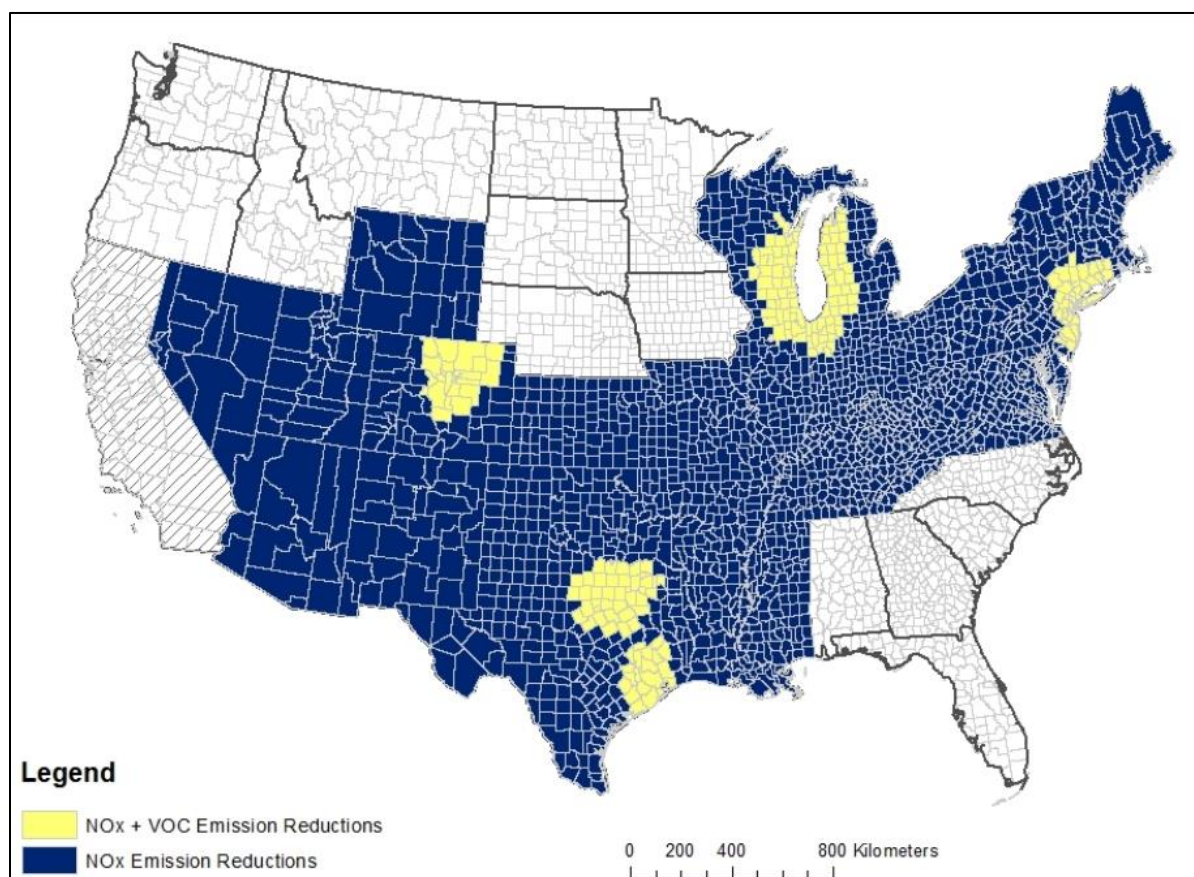 Legend
NOx + VOC Emission Reductions
NOx Emission Reductions
0 200 400 800 Kilometers